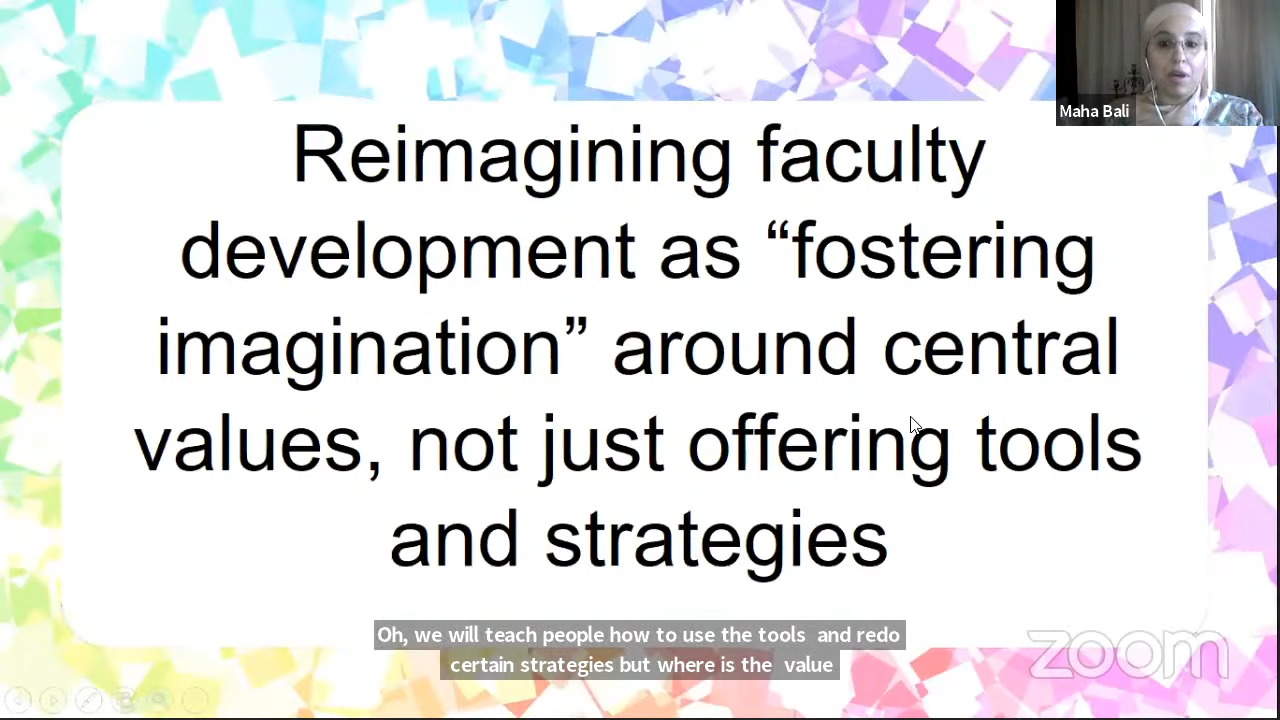 Maha Bali
Reimagining faculty
development as “fostering
imagination” around central
values, not just offering tools
and strategies
Oh, we will teach people how to use the tools  and redo
certain strategies but where is the  value
zoom